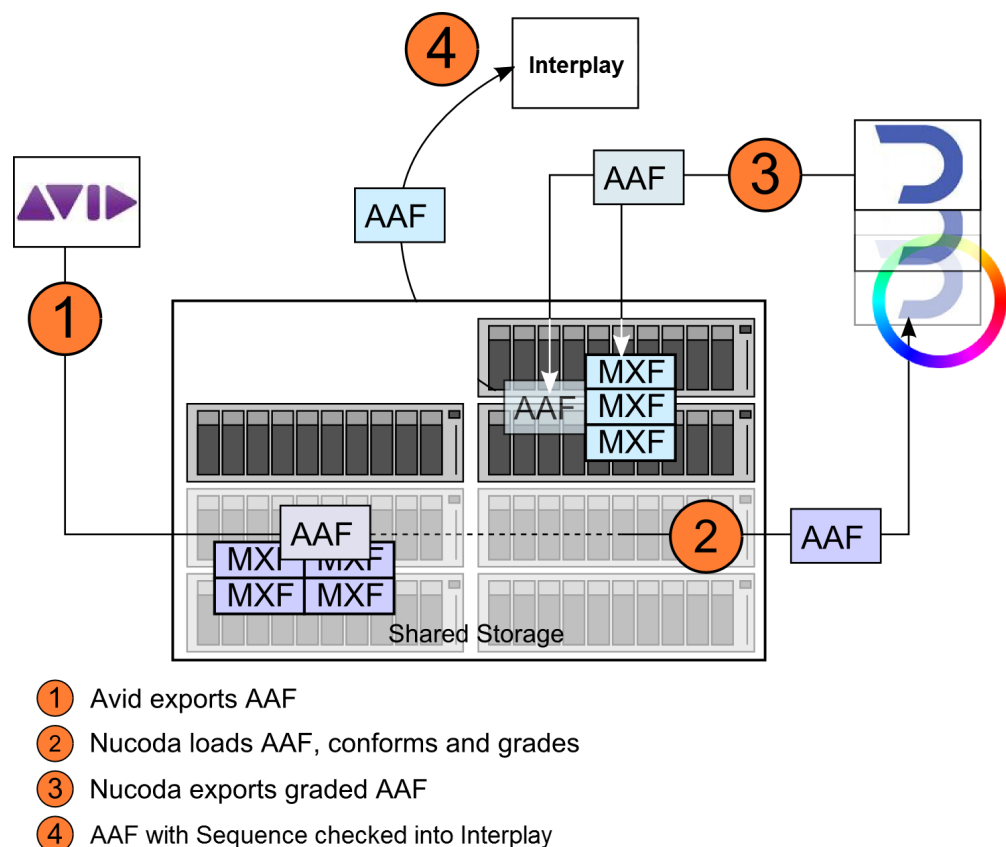 4
Interplay
AVID
AAF
3
AAF
1
MXF
AAF
MXF
MXF
2
AAF
AAF
MXF MXF
MXF MXF
Shared Storage
1 Avid exports AAF
2 Nucoda loads AAF, conforms and grades
3 Nucoda exports graded AAF
4 AAF with Sequence checked into Interplay